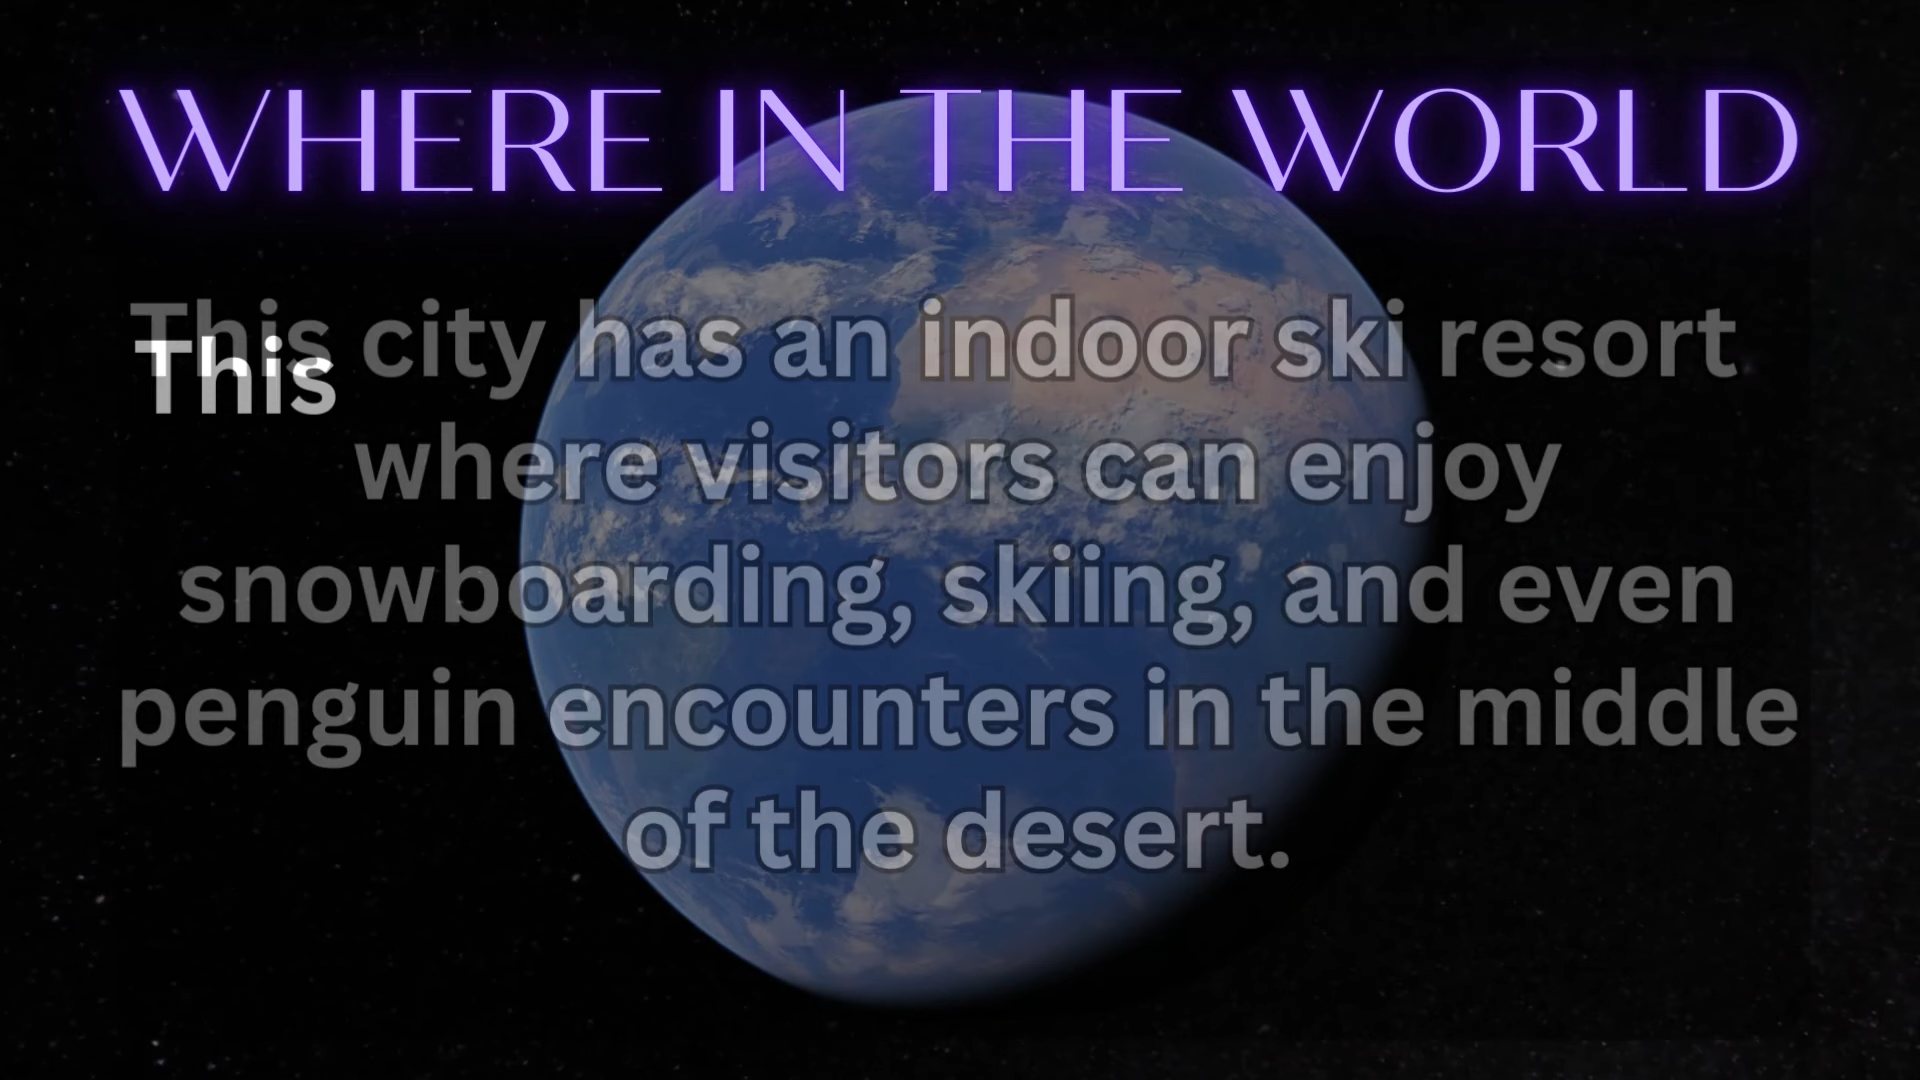 WHERE IN THE WORLD
This city has an indoor ski resort
This
where visitors can enjoy
snowboarding, skiing, and even
penguin encounters in the middle
of the desert.